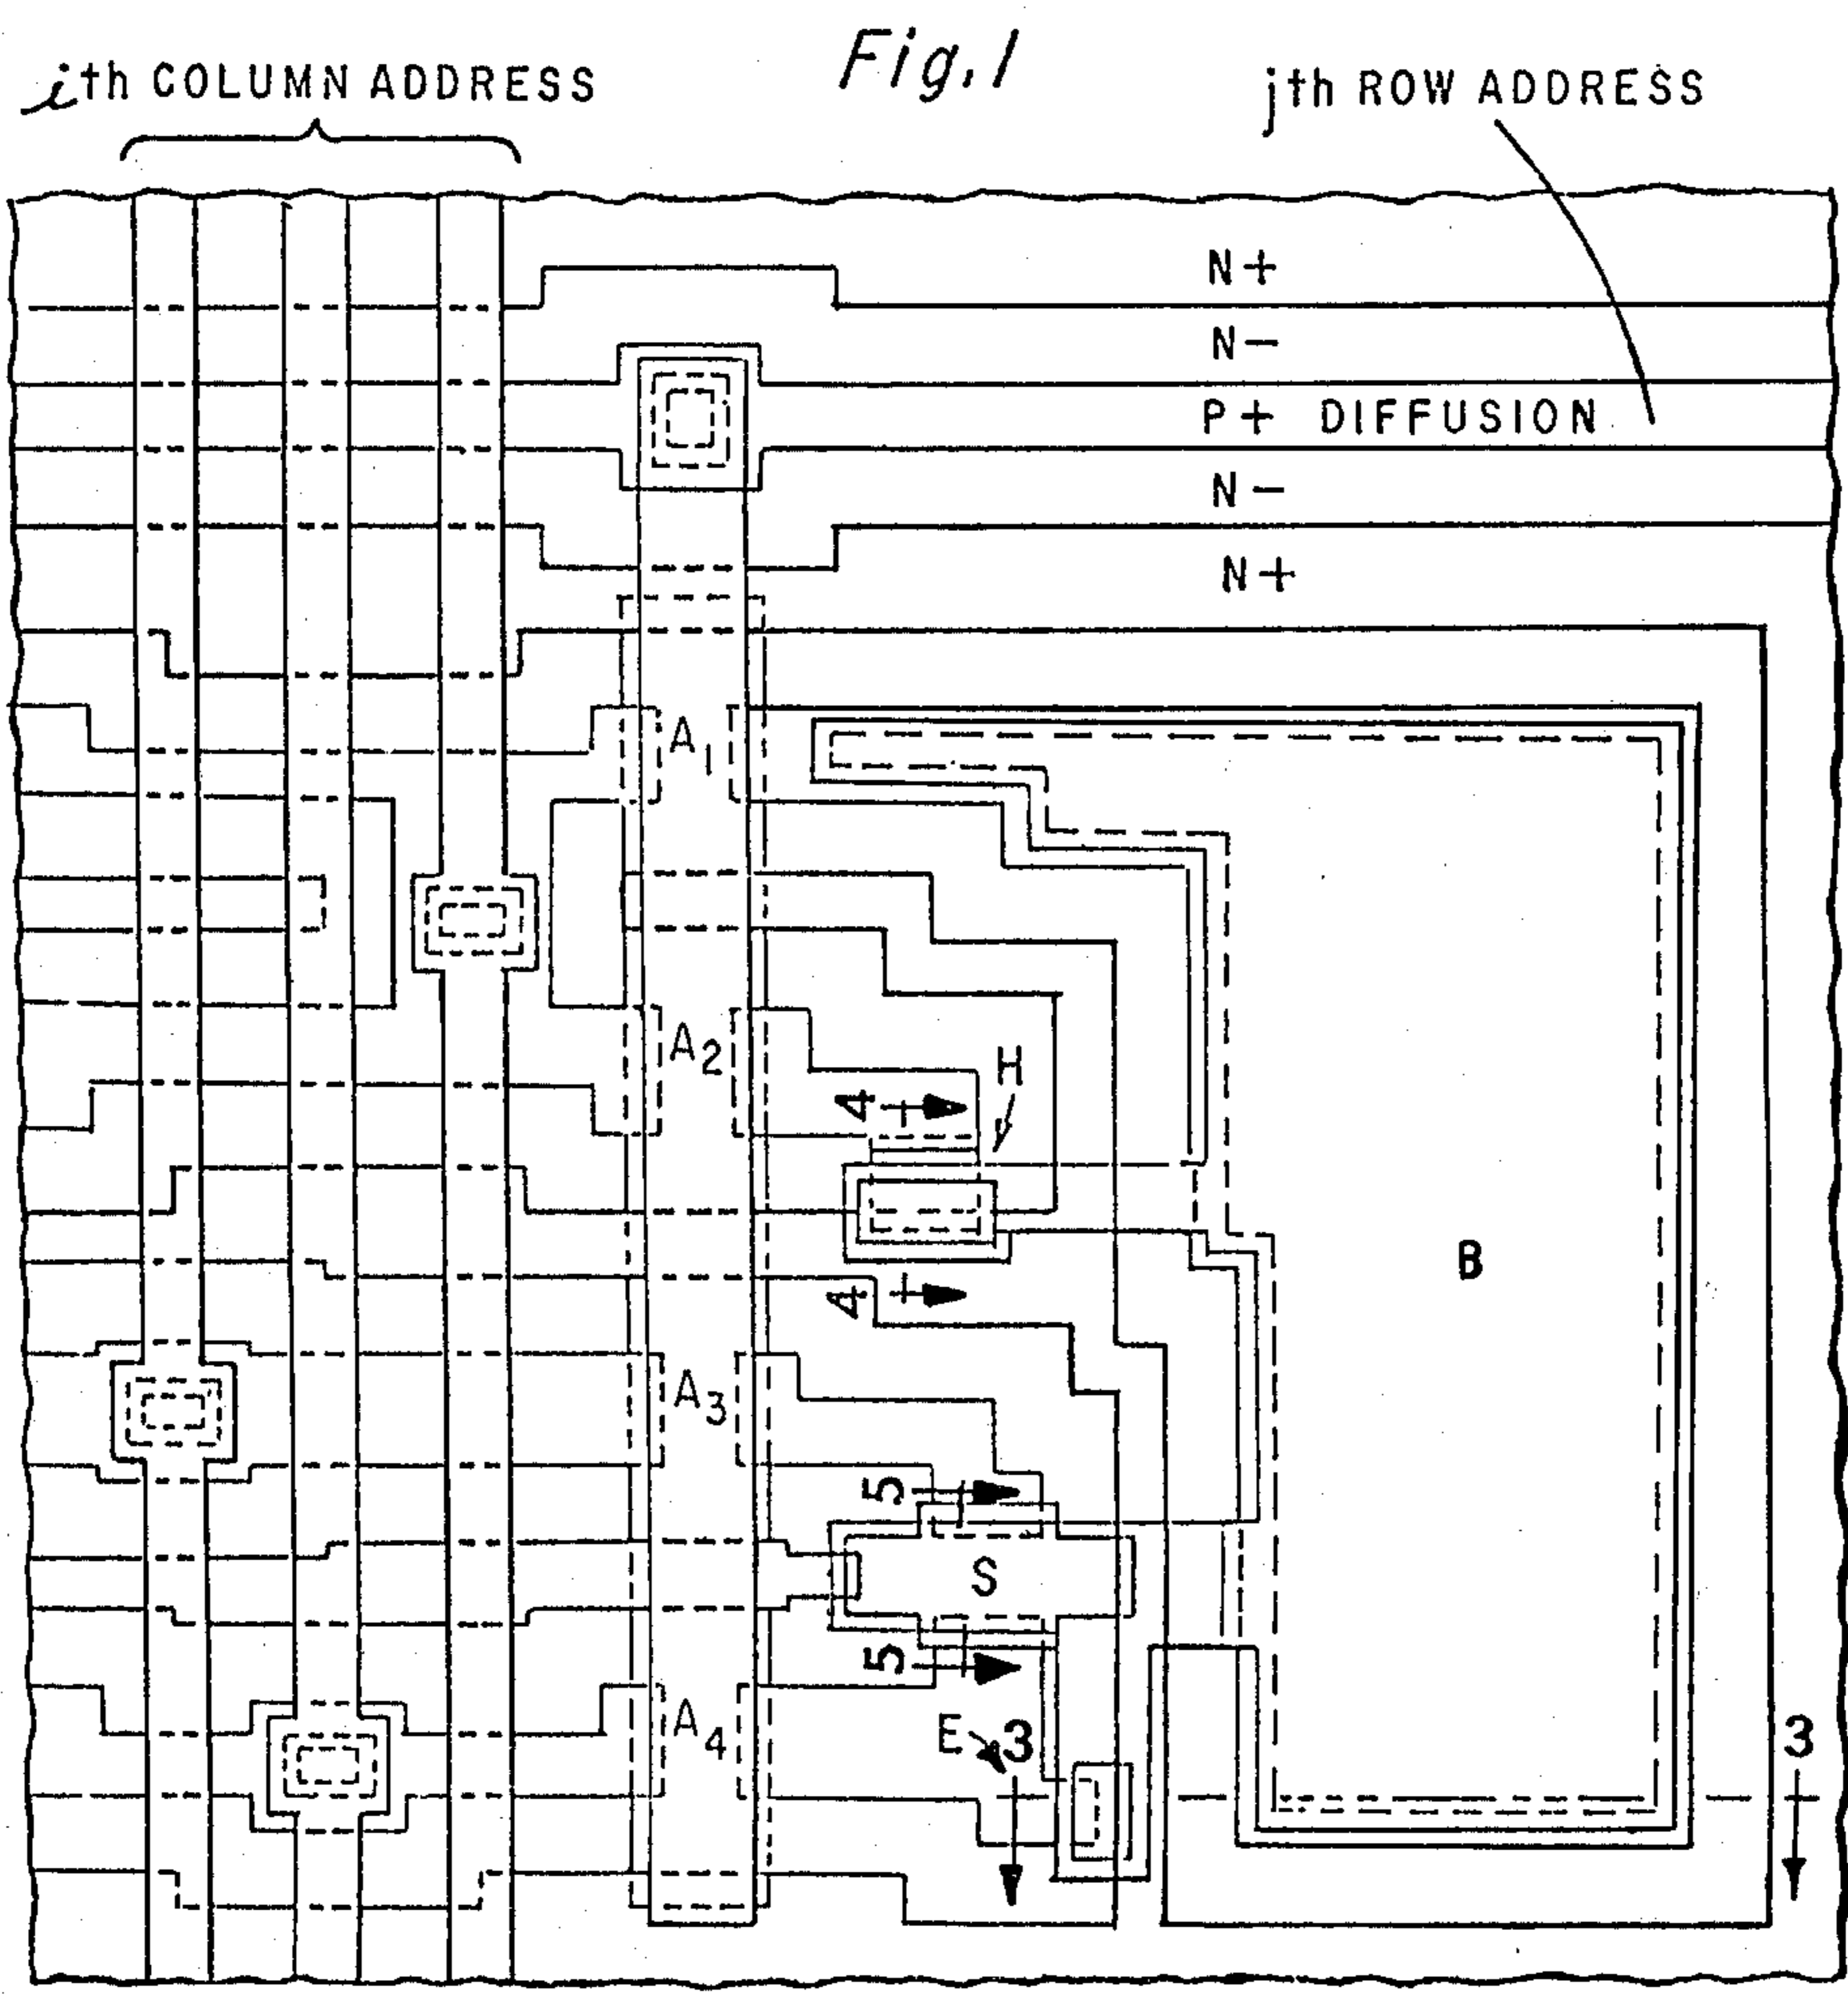 Fig. 1
ith COLUMN ADDRESS
jth ROW ADDRESS
N+
N-
P+ DIFFUSION
N-
N+
A1
A2
H
4
B
4
A3
5
S
5
A4
E
3
3